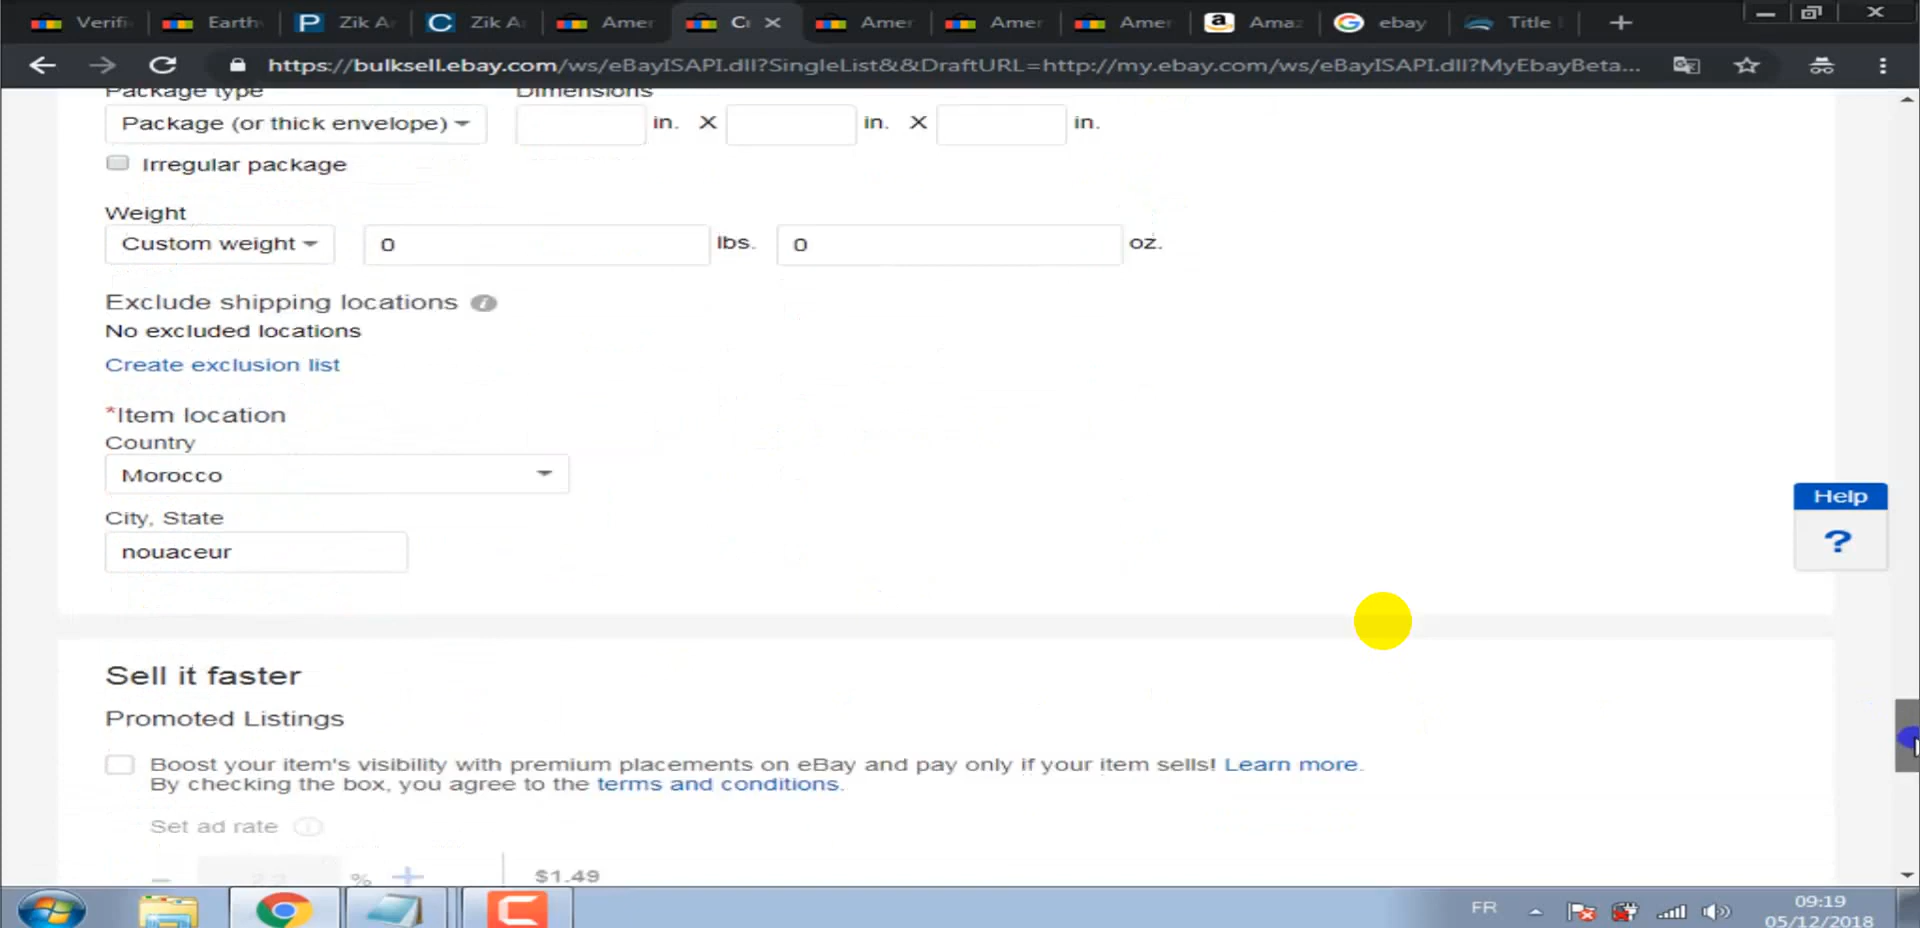 Verifi Earth Zik A Zik A Amer C Amer Amer Amer Amaz ebay Title
https://bulksell.ebay.com/ws/eBayISAPI.dll?SingleList&&DraftURL=http://my.ebay.com/ws/eBayISAPI.dll?MyEbayBeta...
Package type Dimensions
Package (or thick envelope) in. X in. X in.
Irregular package
Weight
Custom weight 0 lbs. 0 oz.
Exclude shipping locations
No excluded locations
Create exclusion list
*Item location
Country
Morocco
City, State
nouaceur
Help
?
Sell it faster
Promoted Listings
Boost your item's visibility with premium placements on eBay and pay only if your item sells! Learn more.
By checking the box, you agree to the terms and conditions.
Set ad rate
% $1.49
FR 09:19
05/12/2018